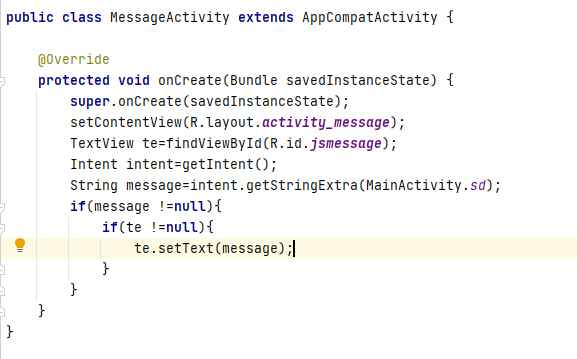 public class MessageActivity extends AppCompatActivity {
@Override
protected void onCreate(Bundle savedInstanceState) {
super.onCreate(savedInstanceState);
setContentView(R.layout.activity_message);
TextView te=findViewById(R.id.jsmessage);
Intent intent=getIntent();
String message=intent.getStringExtra(MainActivity.sd);
if(message !=null){
if(te !=null){
te.setText(message);
}
}
}
}